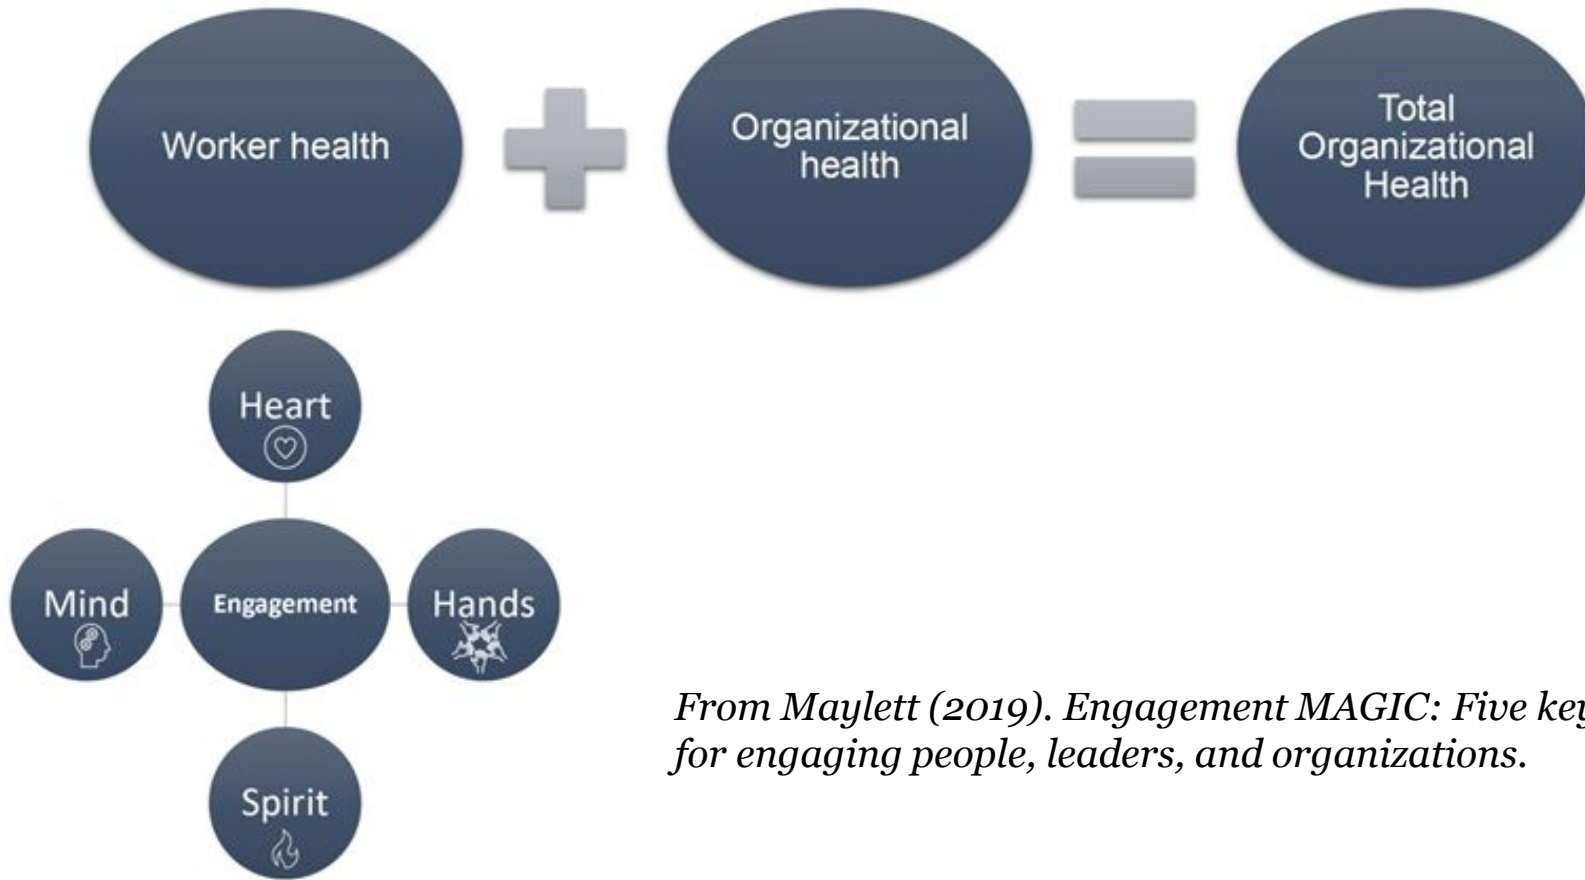 Worker health
Organizational
health
Total
Organizational
Health
Heart
Mind
Engagement
Hands
Spirit
From Maylett (2019). Engagement MAGIC: Five key
for engaging people, leaders, and organizations.